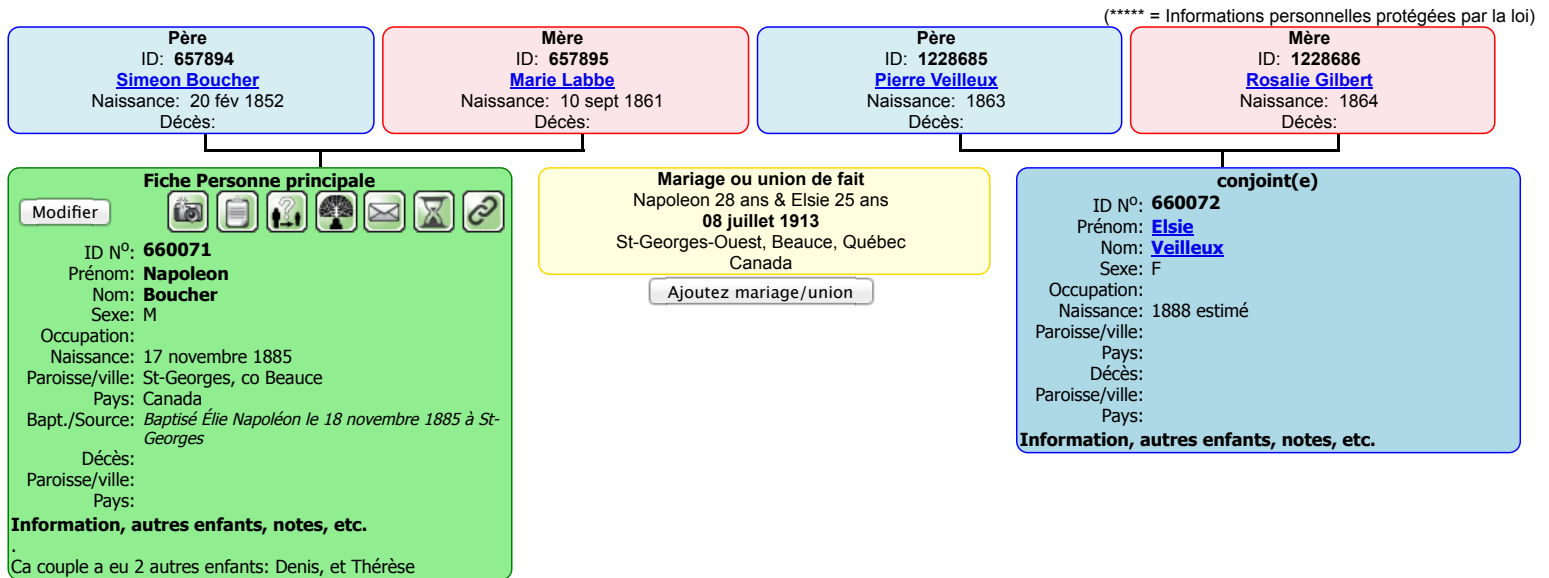 (***** = Informations personnelles protégées par la loi)
Père
ID: 657894
Simeon Boucher
Naissance: 20 fév 1852
Décès:
Mère
ID: 657895
Marie Labbe
Naissance: 10 sept 1861
Décès:
Père
ID: 1228685
Pierre Veilleux
Naissance: 1863
Décès:
Mère
ID: 1228686
Rosalie Gilbert
Naissance: 1864
Décès:
Fiche Personne principale
Modifier
ID Nº: 660071
Prénom: Napoleon
Nom: Boucher
Sexe: M
Occupation:
Naissance: 17 novembre 1885
Paroisse/ville: St-Georges, co Beauce
Pays: Canada
Bapt./Source: Baptisé Élie Napoléon le 18 novembre 1885 à St-
Georges
Décès:
Paroisse/ville:
Pays:
Information, autres enfants, notes, etc.
.
Ca couple a eu 2 autres enfants: Denis, et Thérèse
Mariage ou union de fait
Napoleon 28 ans & Elsie 25 ans
08 juillet 1913
St-Georges-Ouest, Beauce, Québec
Canada
Ajoutez mariage/union
conjoint(e)
ID Nº: 660072
Prénom: Elsie
Nom: Veilleux
Sexe: F
Occupation:
Naissance: 1888 estimé
Paroisse/ville:
Pays:
Décès:
Paroisse/ville:
Pays:
Information, autres enfants, notes, etc.